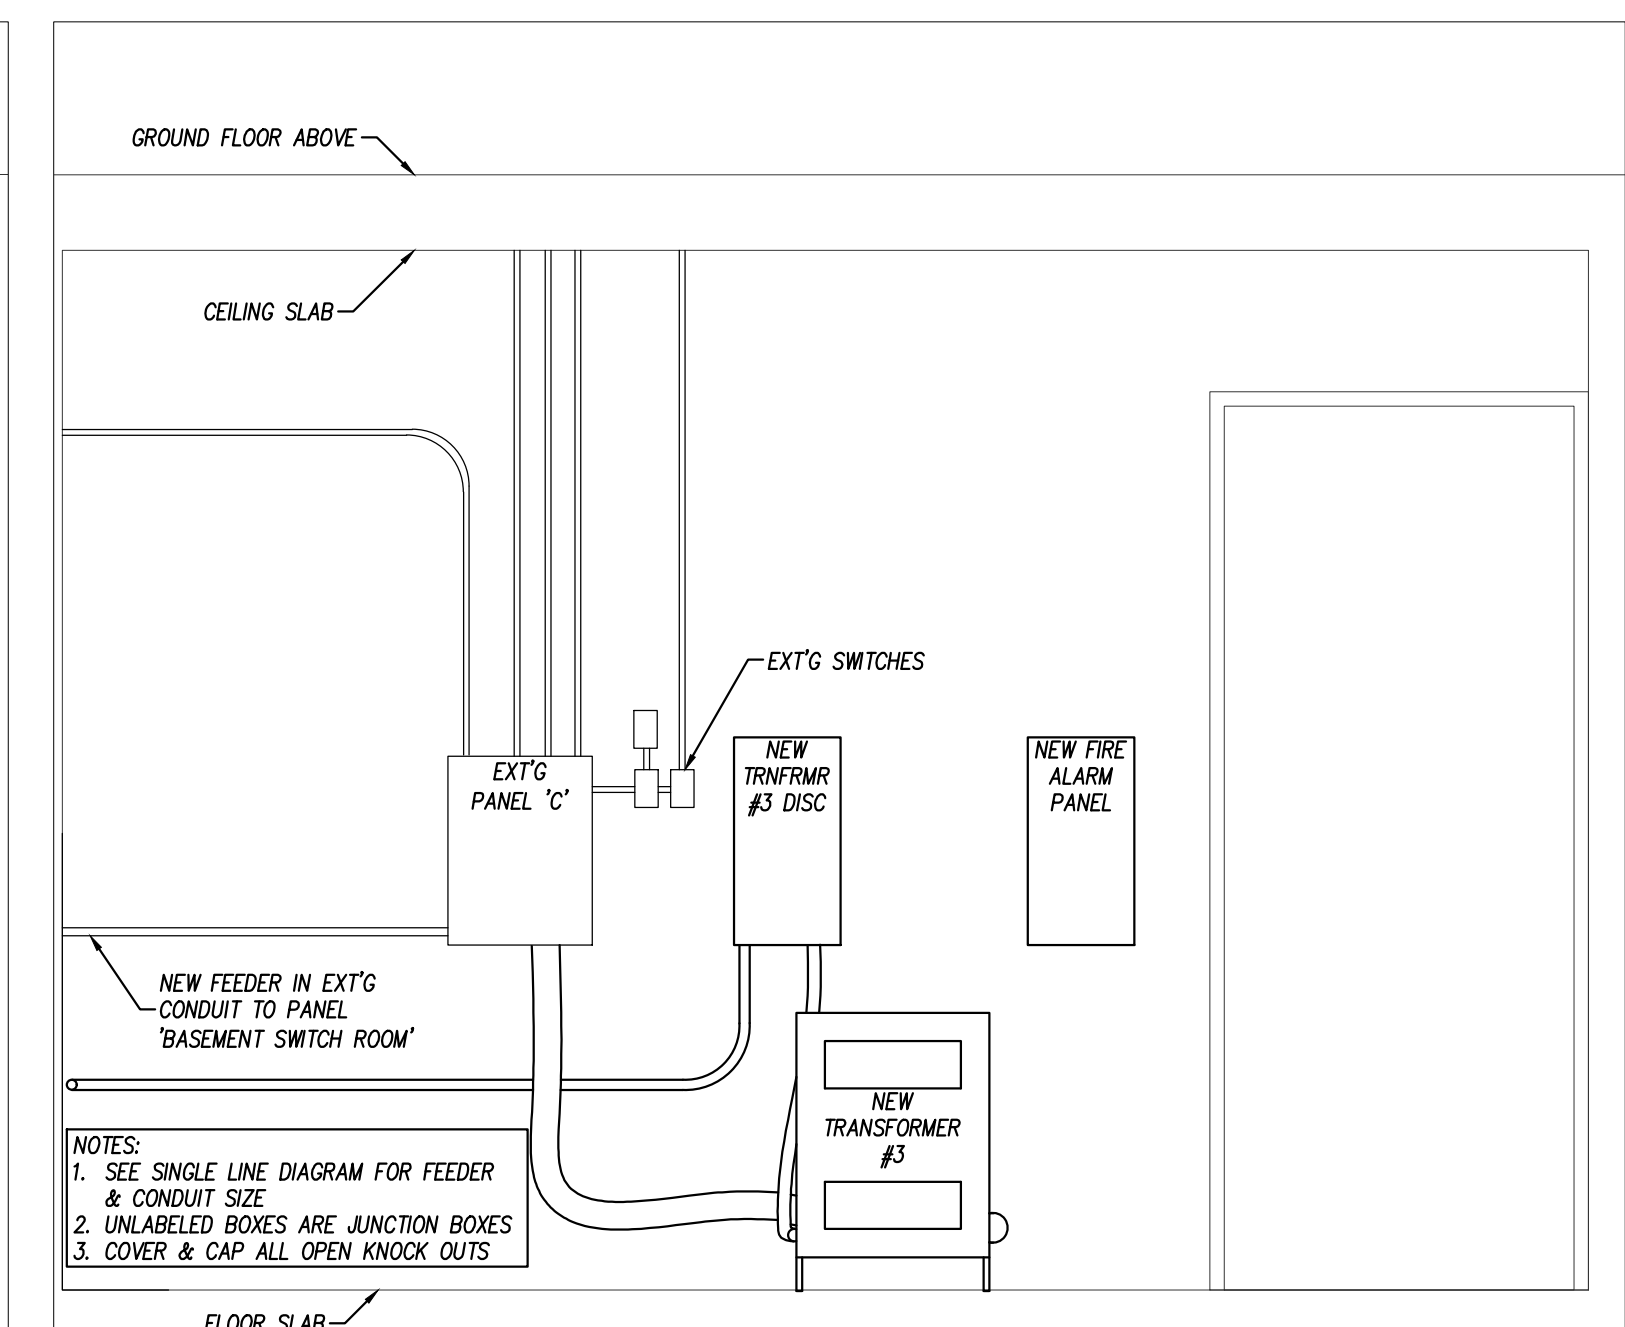 GROUND FLOOR ABOVE
CEILING SLAB
EXT'G SWITCHES
EXT'G
PANEL 'C'
NEW
TRNFRMR
#3 DISC
NEW FIRE
ALARM
PANEL
NEW FEEDER IN EXT'G
CONDUIT TO PANEL
'BASEMENT SWITCH ROOM'
NEW
TRANSFORMER
#3
NOTES:
1. SEE SINGLE LINE DIAGRAM FOR FEEDER
& CONDUIT SIZE
2. UNLABELED BOXES ARE JUNCTION BOXES
3. COVER & CAP ALL OPEN KNOCK OUTS
FLOOR SLAB